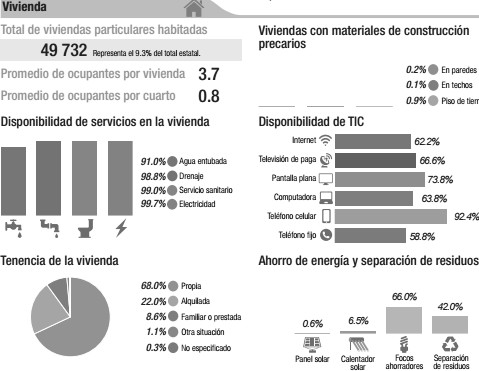 Vivienda
Total de viviendas particulares habitadas
49 732 Representa el 9.3% del total estatal.
Promedio de ocupantes por vivienda 3.7
Promedio de ocupantes por cuarto 0.8
Viviendas con materiales de construcción
precarios
0.2% En paredes
0.1% En techos
0.9% Piso de tierr
Disponibilidad de servicios en la vivienda
91.0% Agua entubada
98.8% Drenaje
99.0% Servicio sanitario
99.7% Electricidad
Disponibilidad de TIC
Internet 62.2%
Televisión de paga 66.6%
Pantalla plana 73.8%
Computadora 63.8%
Teléfono celular 92.4%
Teléfono fijo 58.8%
Tenencia de la vivienda
68.0% Propia
22.0% Alquilada
8.6% Familiar o prestada
1.1% Otra situación
0.3% No especificado
Ahorro de energía y separación de residuos
0.6% 6.5% 66.0% 42.0%
Panel solar Calentador Focos Separación
solar ahorradores de residuos